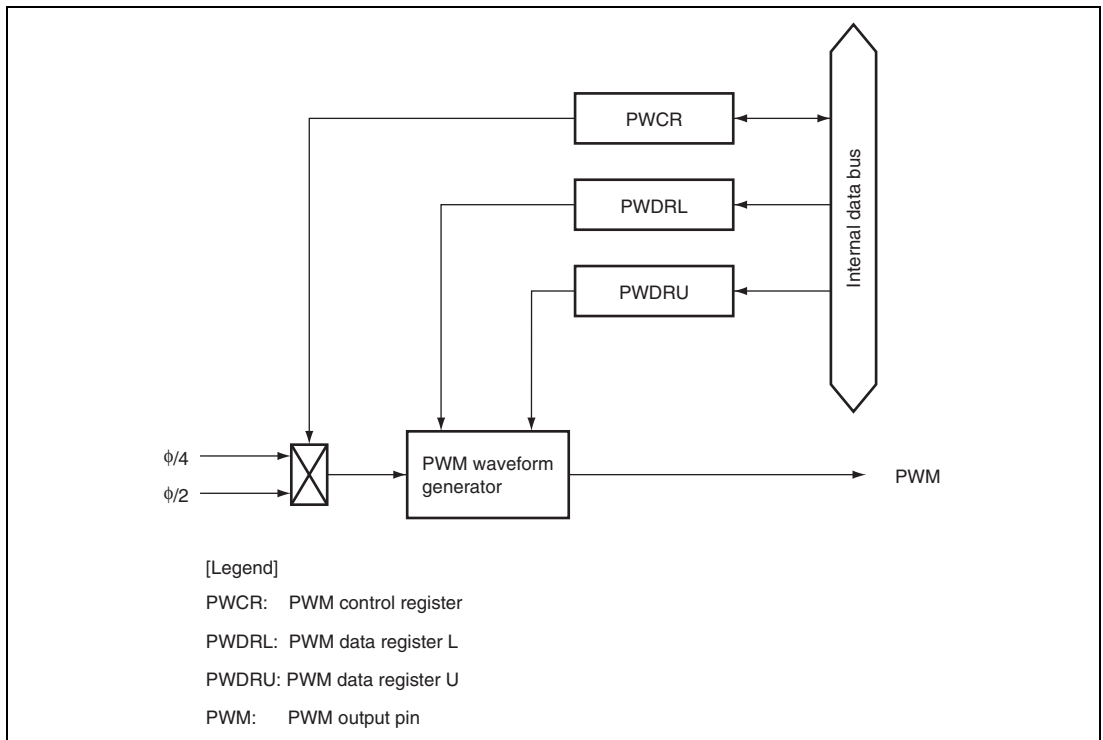 PWCR
PWDRL
PWDRU
Internal data bus
ϕ/4
ϕ/2
PWM waveform
generator
PWM
[Legend]
PWCR: PWM control register
PWDRL: PWM data register L
PWDRU: PWM data register U
PWM: PWM output pin